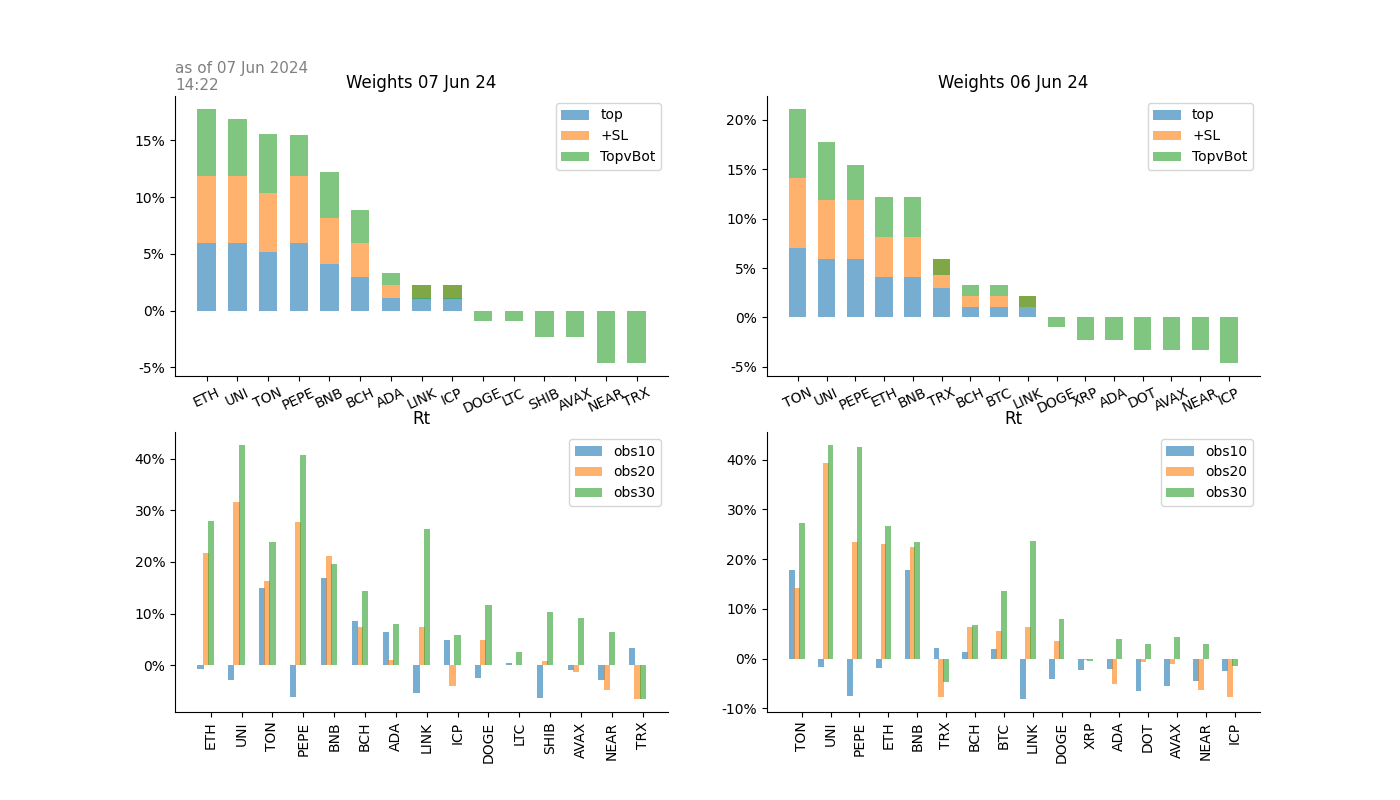 as of 07 Jun 2024
14:22
Weights 07 Jun 24
top
+SL
TopvBot
15%
10%
5%
0%
-5%
ETH UNI TON PEPE BNB BCH ADA LINK ICP DOGE LTC SHIB AVAX NEAR TRX
Weights 06 Jun 24
top
+SL
TopvBot
20%
15%
10%
5%
0%
-5%
TON UNI PEPE ETH BNB TRX BCH BTC LINK DOGE XRP ADA DOT AVAX NEAR ICP
Rt
obs10
obs20
obs30
40%
30%
20%
10%
0%
ETH UNI TON PEPE BNB BCH ADA LINK ICP DOGE LTC SHIB AVAX NEAR TRX
Rt
obs10
obs20
obs30
40%
30%
20%
10%
0%
-10%
TON UNI PEPE ETH BNB TRX BCH BTC LINK DOGE XRP ADA DOT AVAX NEAR ICP